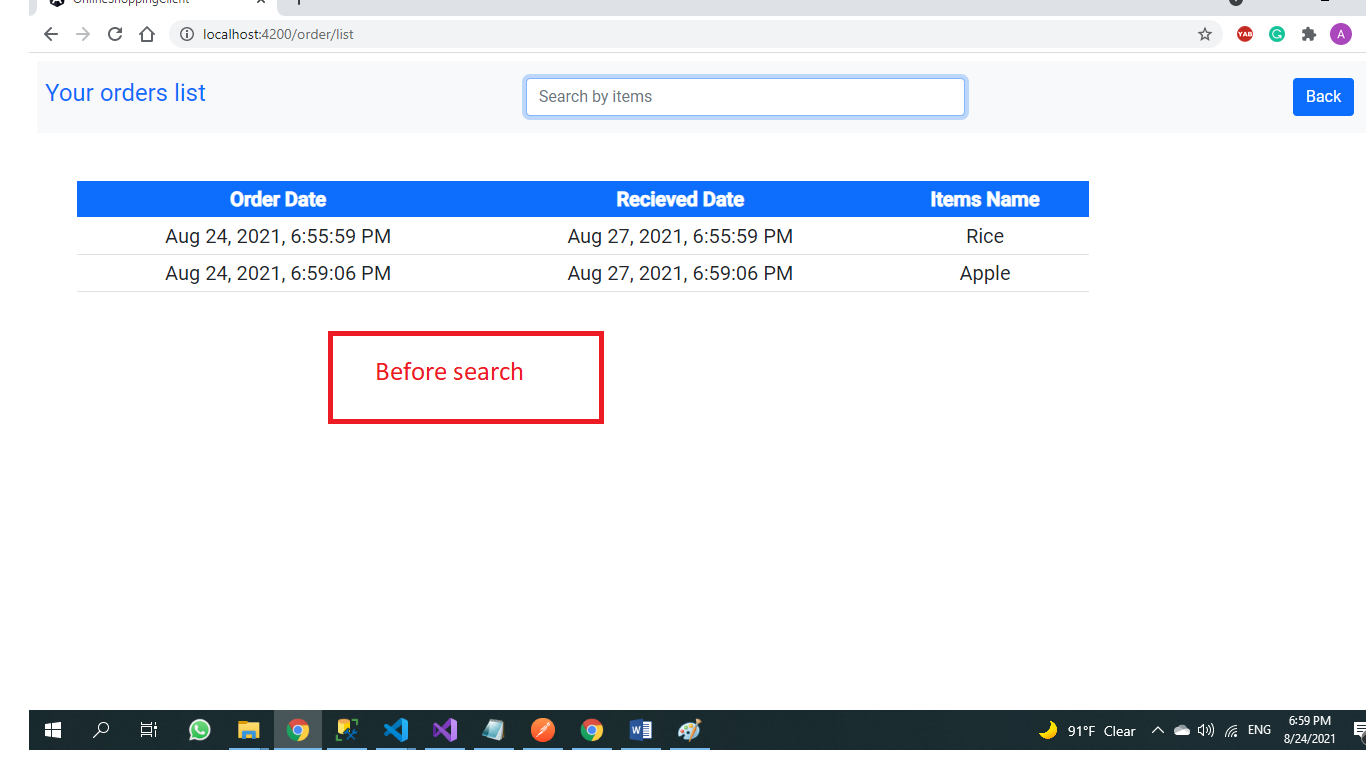 OnlineShoppingClient
localhost:4200/order/list
YAB
A
Your orders list
Search by items
Back
Order Date Recieved Date Items Name
Aug 24, 2021, 6:55:59 PM Aug 27, 2021, 6:55:59 PM Rice
Aug 24, 2021, 6:59:06 PM Aug 27, 2021, 6:59:06 PM Apple
Before search
91°F Clear
ENG
6:59 PM
8/24/2021